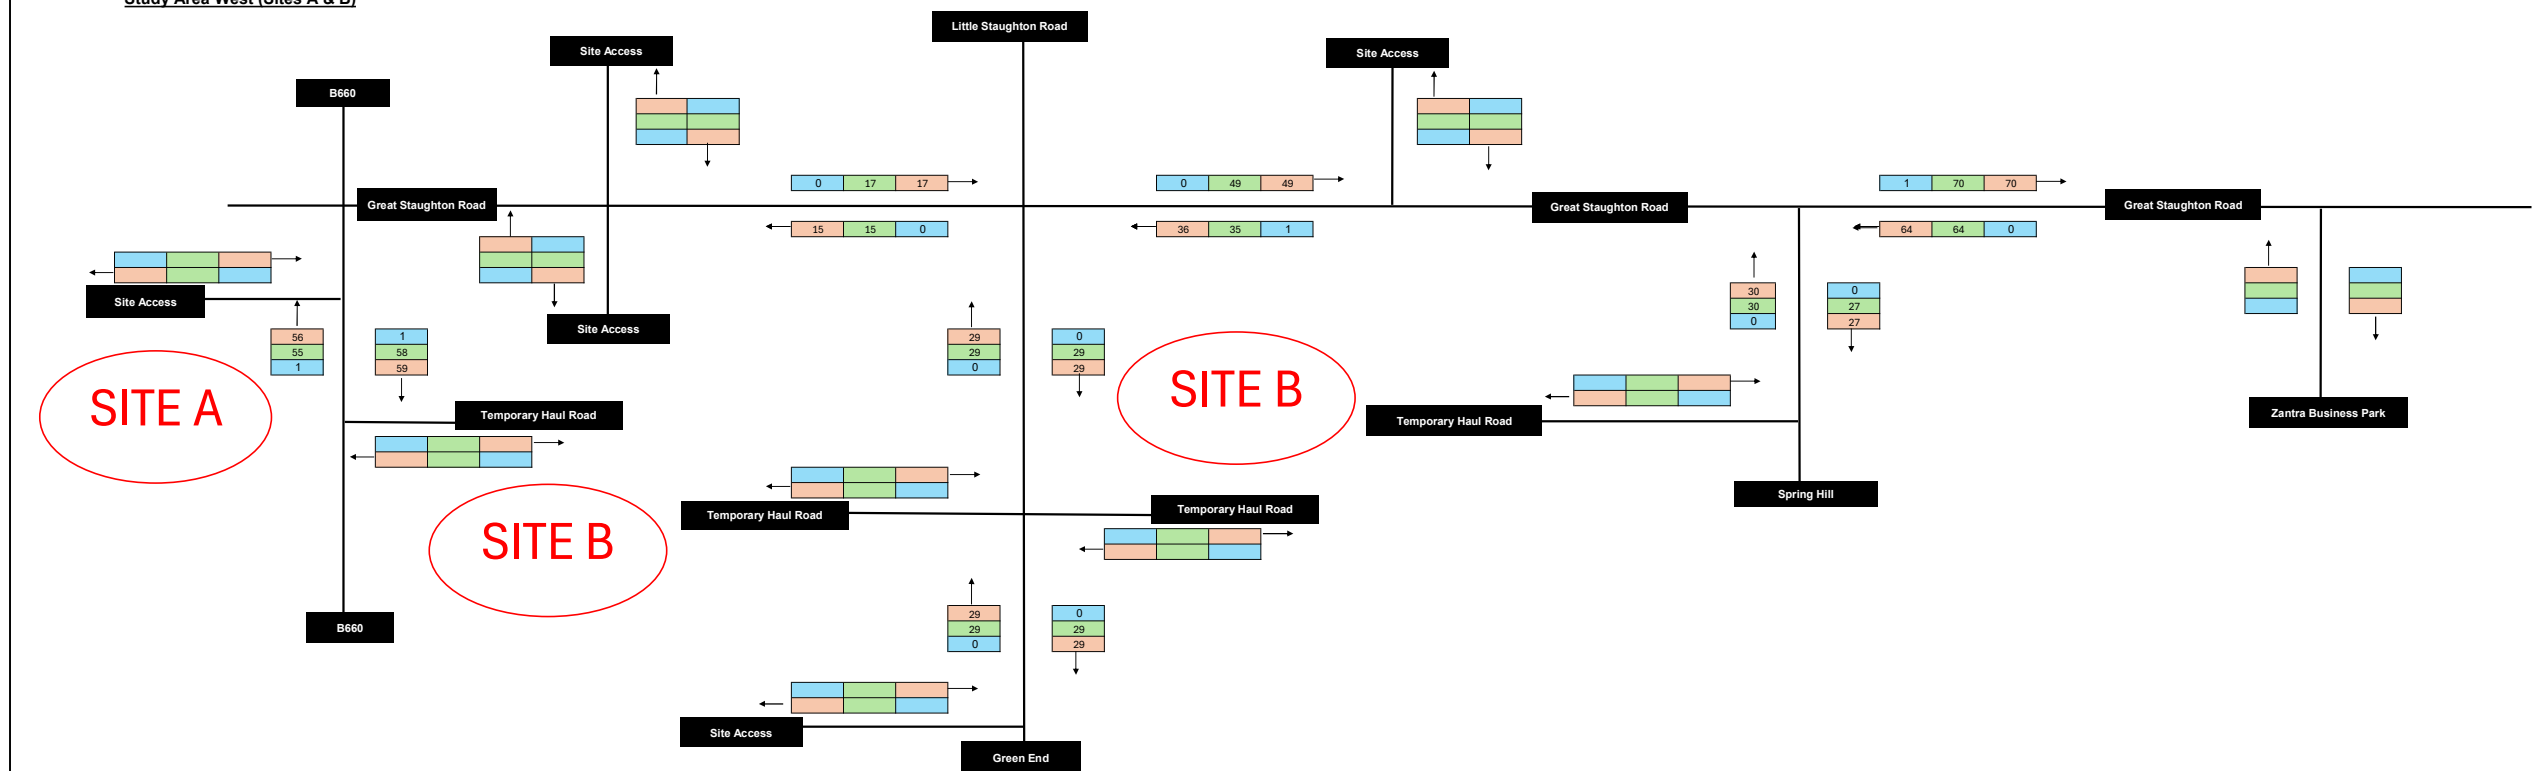 Study Area West (Sites A & B)
Little Staughton Road
Site Access
Site Access
B660
0 17 17
0 49 49
1 70 70
Great Staughton Road
Great Staughton Road
Great Staughton Road
15 15 0
36 35 1
64 64 0
Site Access
30
30
0
0
27
27
Site Access
56
55
1
1
58
59
29
29
0
0
29
29
SITE A
SITE B
Temporary Haul Road
Temporary Haul Road
Zantra Business Park
Spring Hill
SITE B
Temporary Haul Road
Temporary Haul Road
B660
29
29
0
0
29
29
Site Access
Green End